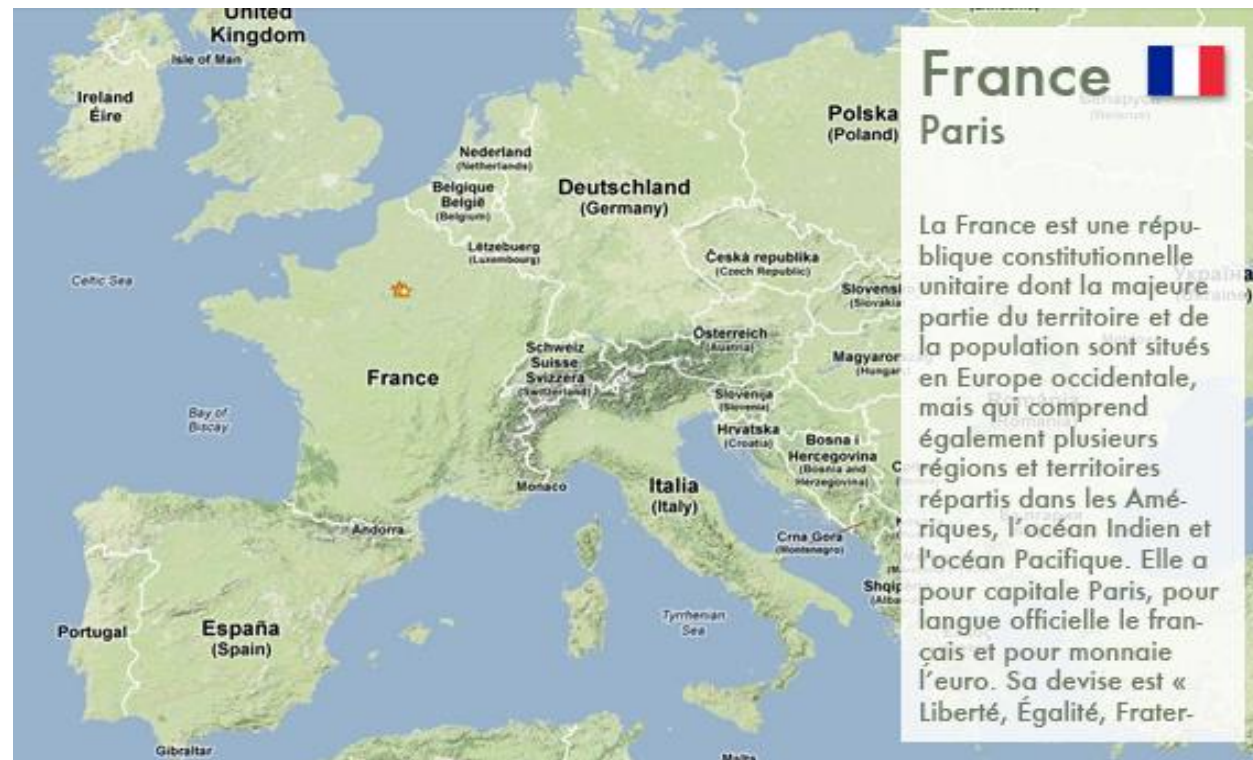 United
Kingdom
Isle of Man
Ireland
Éire
Polska
(Poland)
Nederland
(Netherlands)
Belgique
België
(Belgium)
Deutschland
(Germany)
Lëtzebuerg
(Luxembourg)
Česká republika
(Czech Republic)
Celtic Sea
Österreich
(Austria)
Schweiz
Suisse
Svizzera
(Switzerland)
France
Slovenija
(Slovenia)
Hrvatska
(Croatia)
Bay of
Biscay
Bosna i
Hercegovina
(Bosnia and
Herzegovina)
Monaco
Italia
(Italy)
Andorra
Crna Gora
(Montenegro)
Tyrrhenian
Sea
Portugal
España
(Spain)
Gibraltar
Malta
France
Paris
La France est une répu-
blique constitutionnelle
unitaire dont la majeure
partie du territoire et de
la population sont situés
en Europe occidentale,
mais qui comprend
également plusieurs
régions et territoires
répartis dans les Amé-
riques, l'océan Indien et
l'océan Pacifique. Elle a
pour capitale Paris, pour
langue officielle le fran-
çais et pour monnaie
l'euro. Sa devise est «
Liberté, Égalité, Frater-